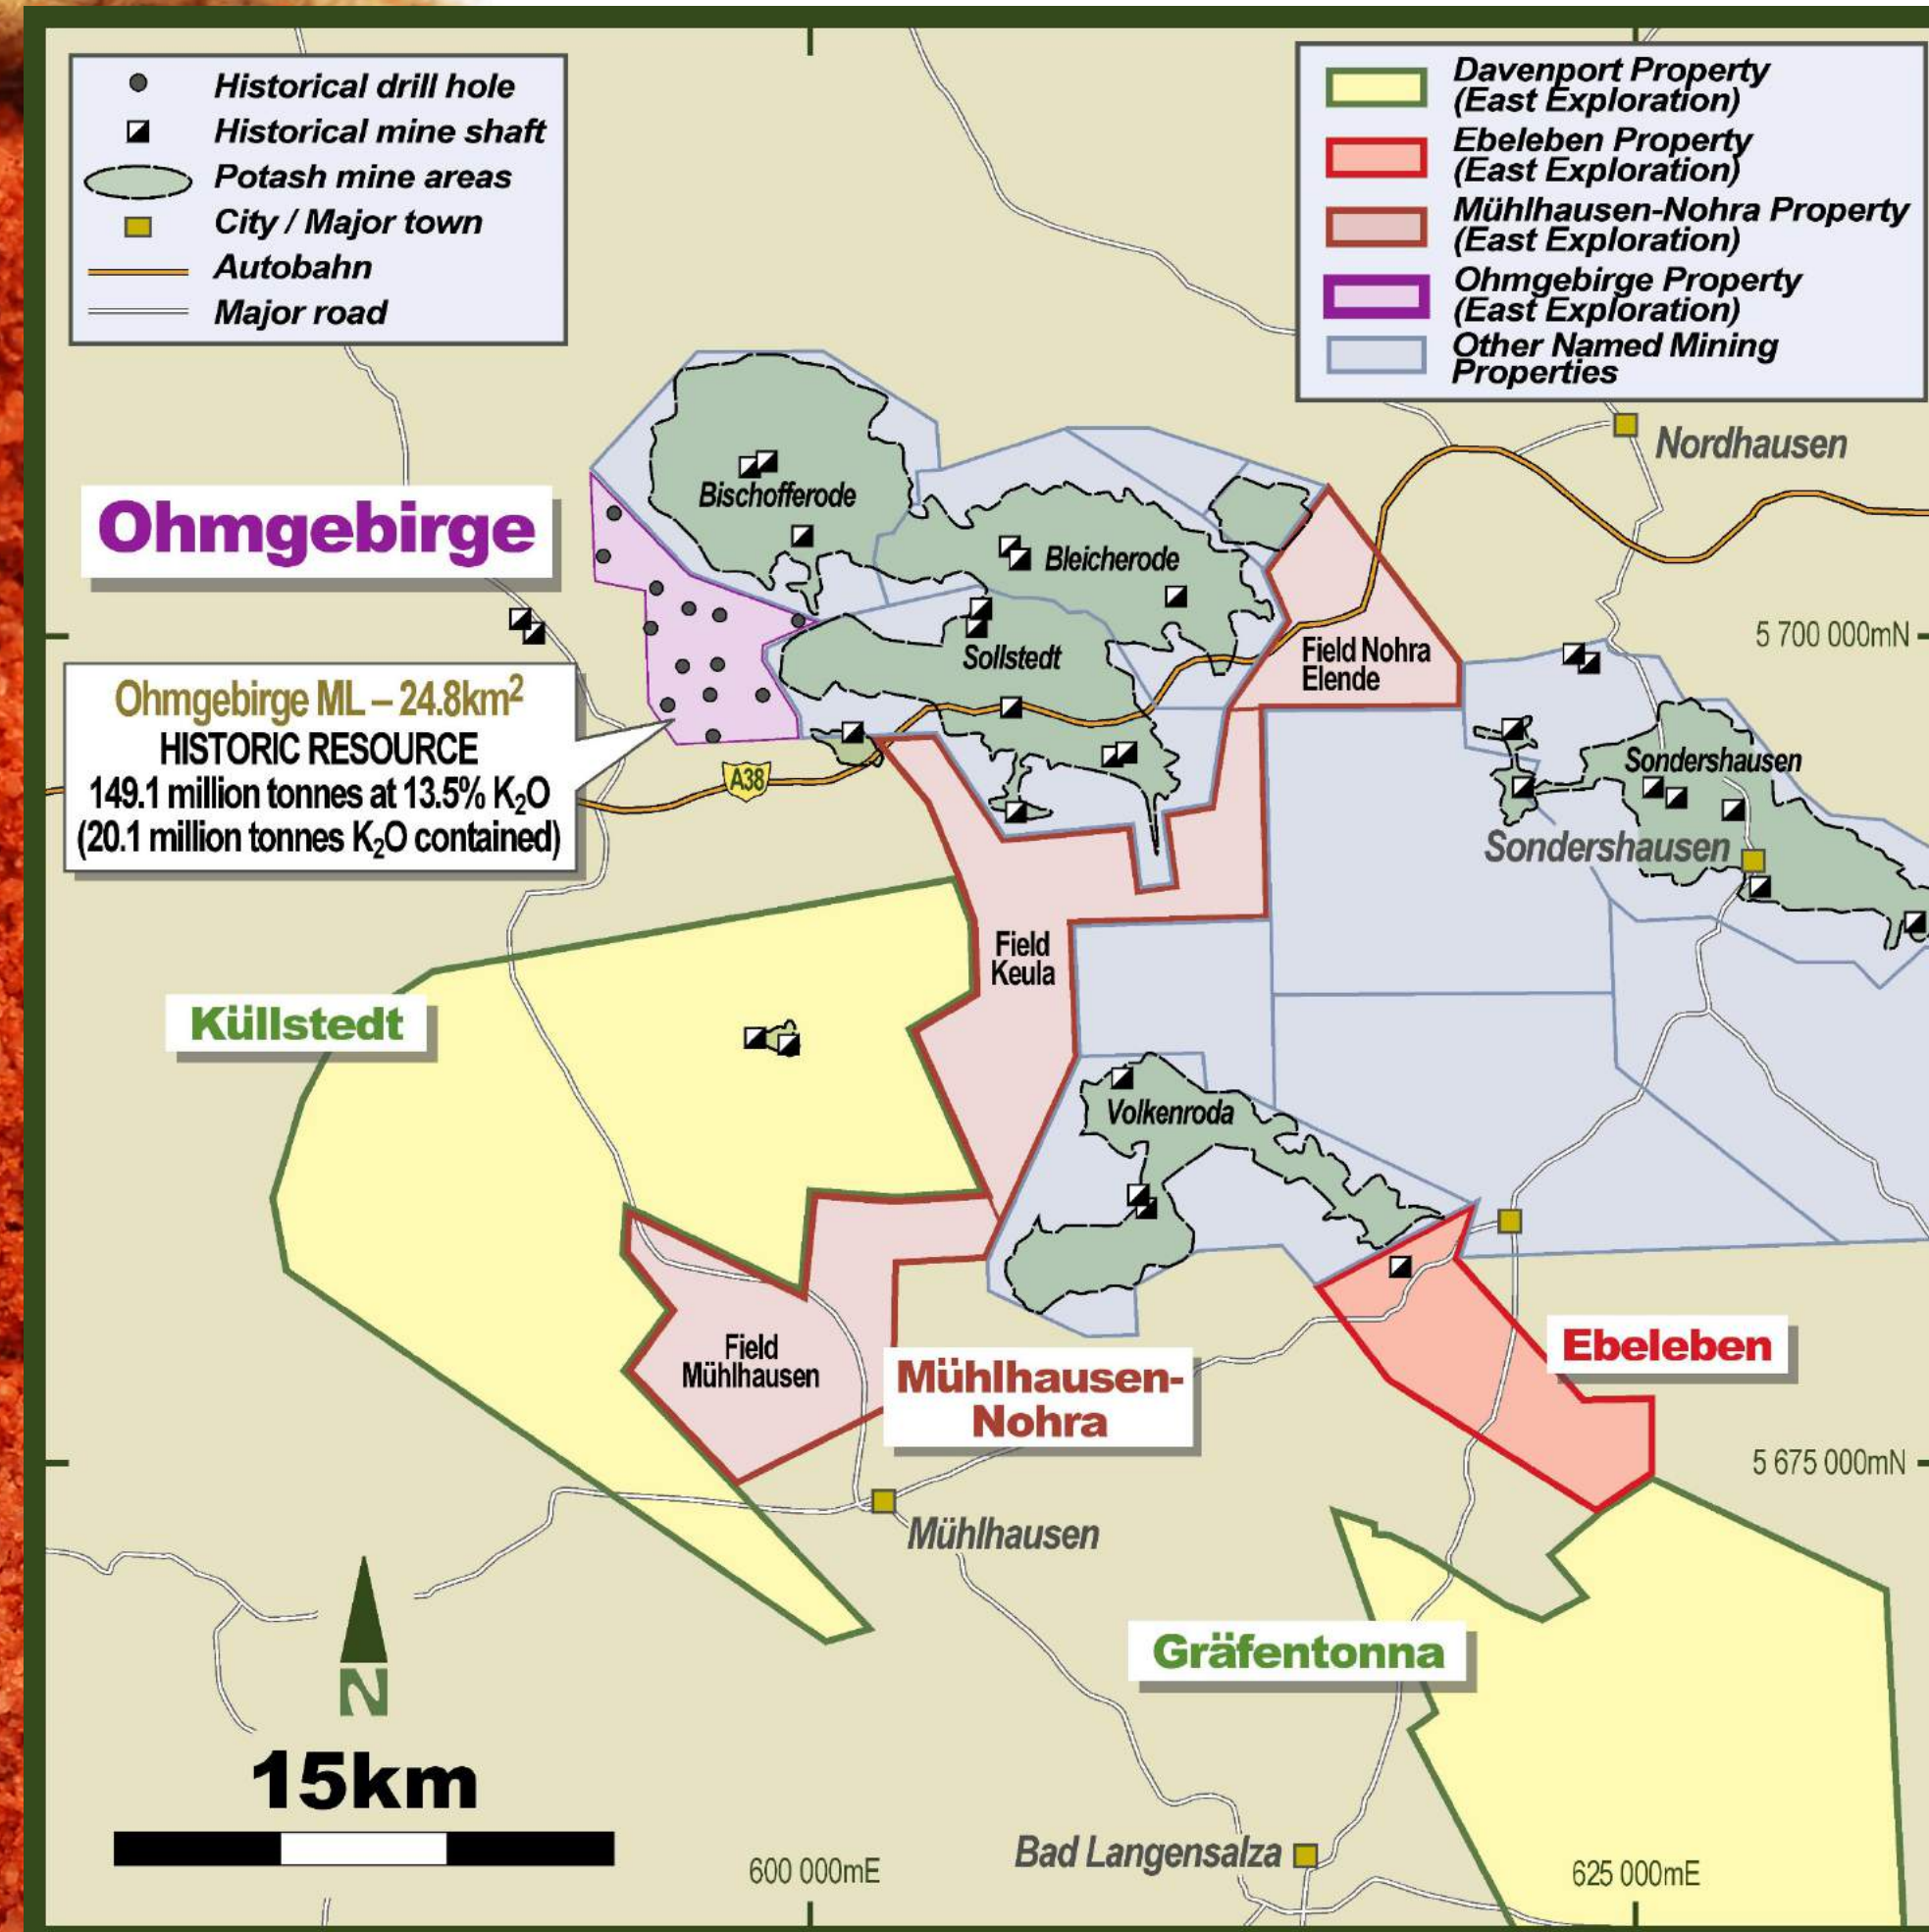 Historical drill hole
Historical mine shaft
Potash mine areas
City / Major town
Autobahn
Major road
Davenport Property
(East Exploration)
Ebeleben Property
(East Exploration)
Mühlhausen-Nohra Property
(East Exploration)
Ohmgebirge Property
(East Exploration)
Other Named Mining
Properties
Nordhausen
Bischofferode
Ohmgebirge
Bleicherode
5 700 000mN
Field Nohra
Elende
Sollstedt
Ohmgebirge ML – 24.8km²
HISTORIC RESOURCE
149.1 million tonnes at 13.5% K₂O
(20.1 million tonnes K₂O contained)
A38
Sondershausen
Sondershausen
Field
Keula
Küllstedt
Volkenroda
Field
Mühlhausen
Mühlhausen-
Nohra
Ebeleben
5 675 000mN
Mühlhausen
Gräfentonna
N
15km
600 000mE
Bad Langensalza
625 000mE